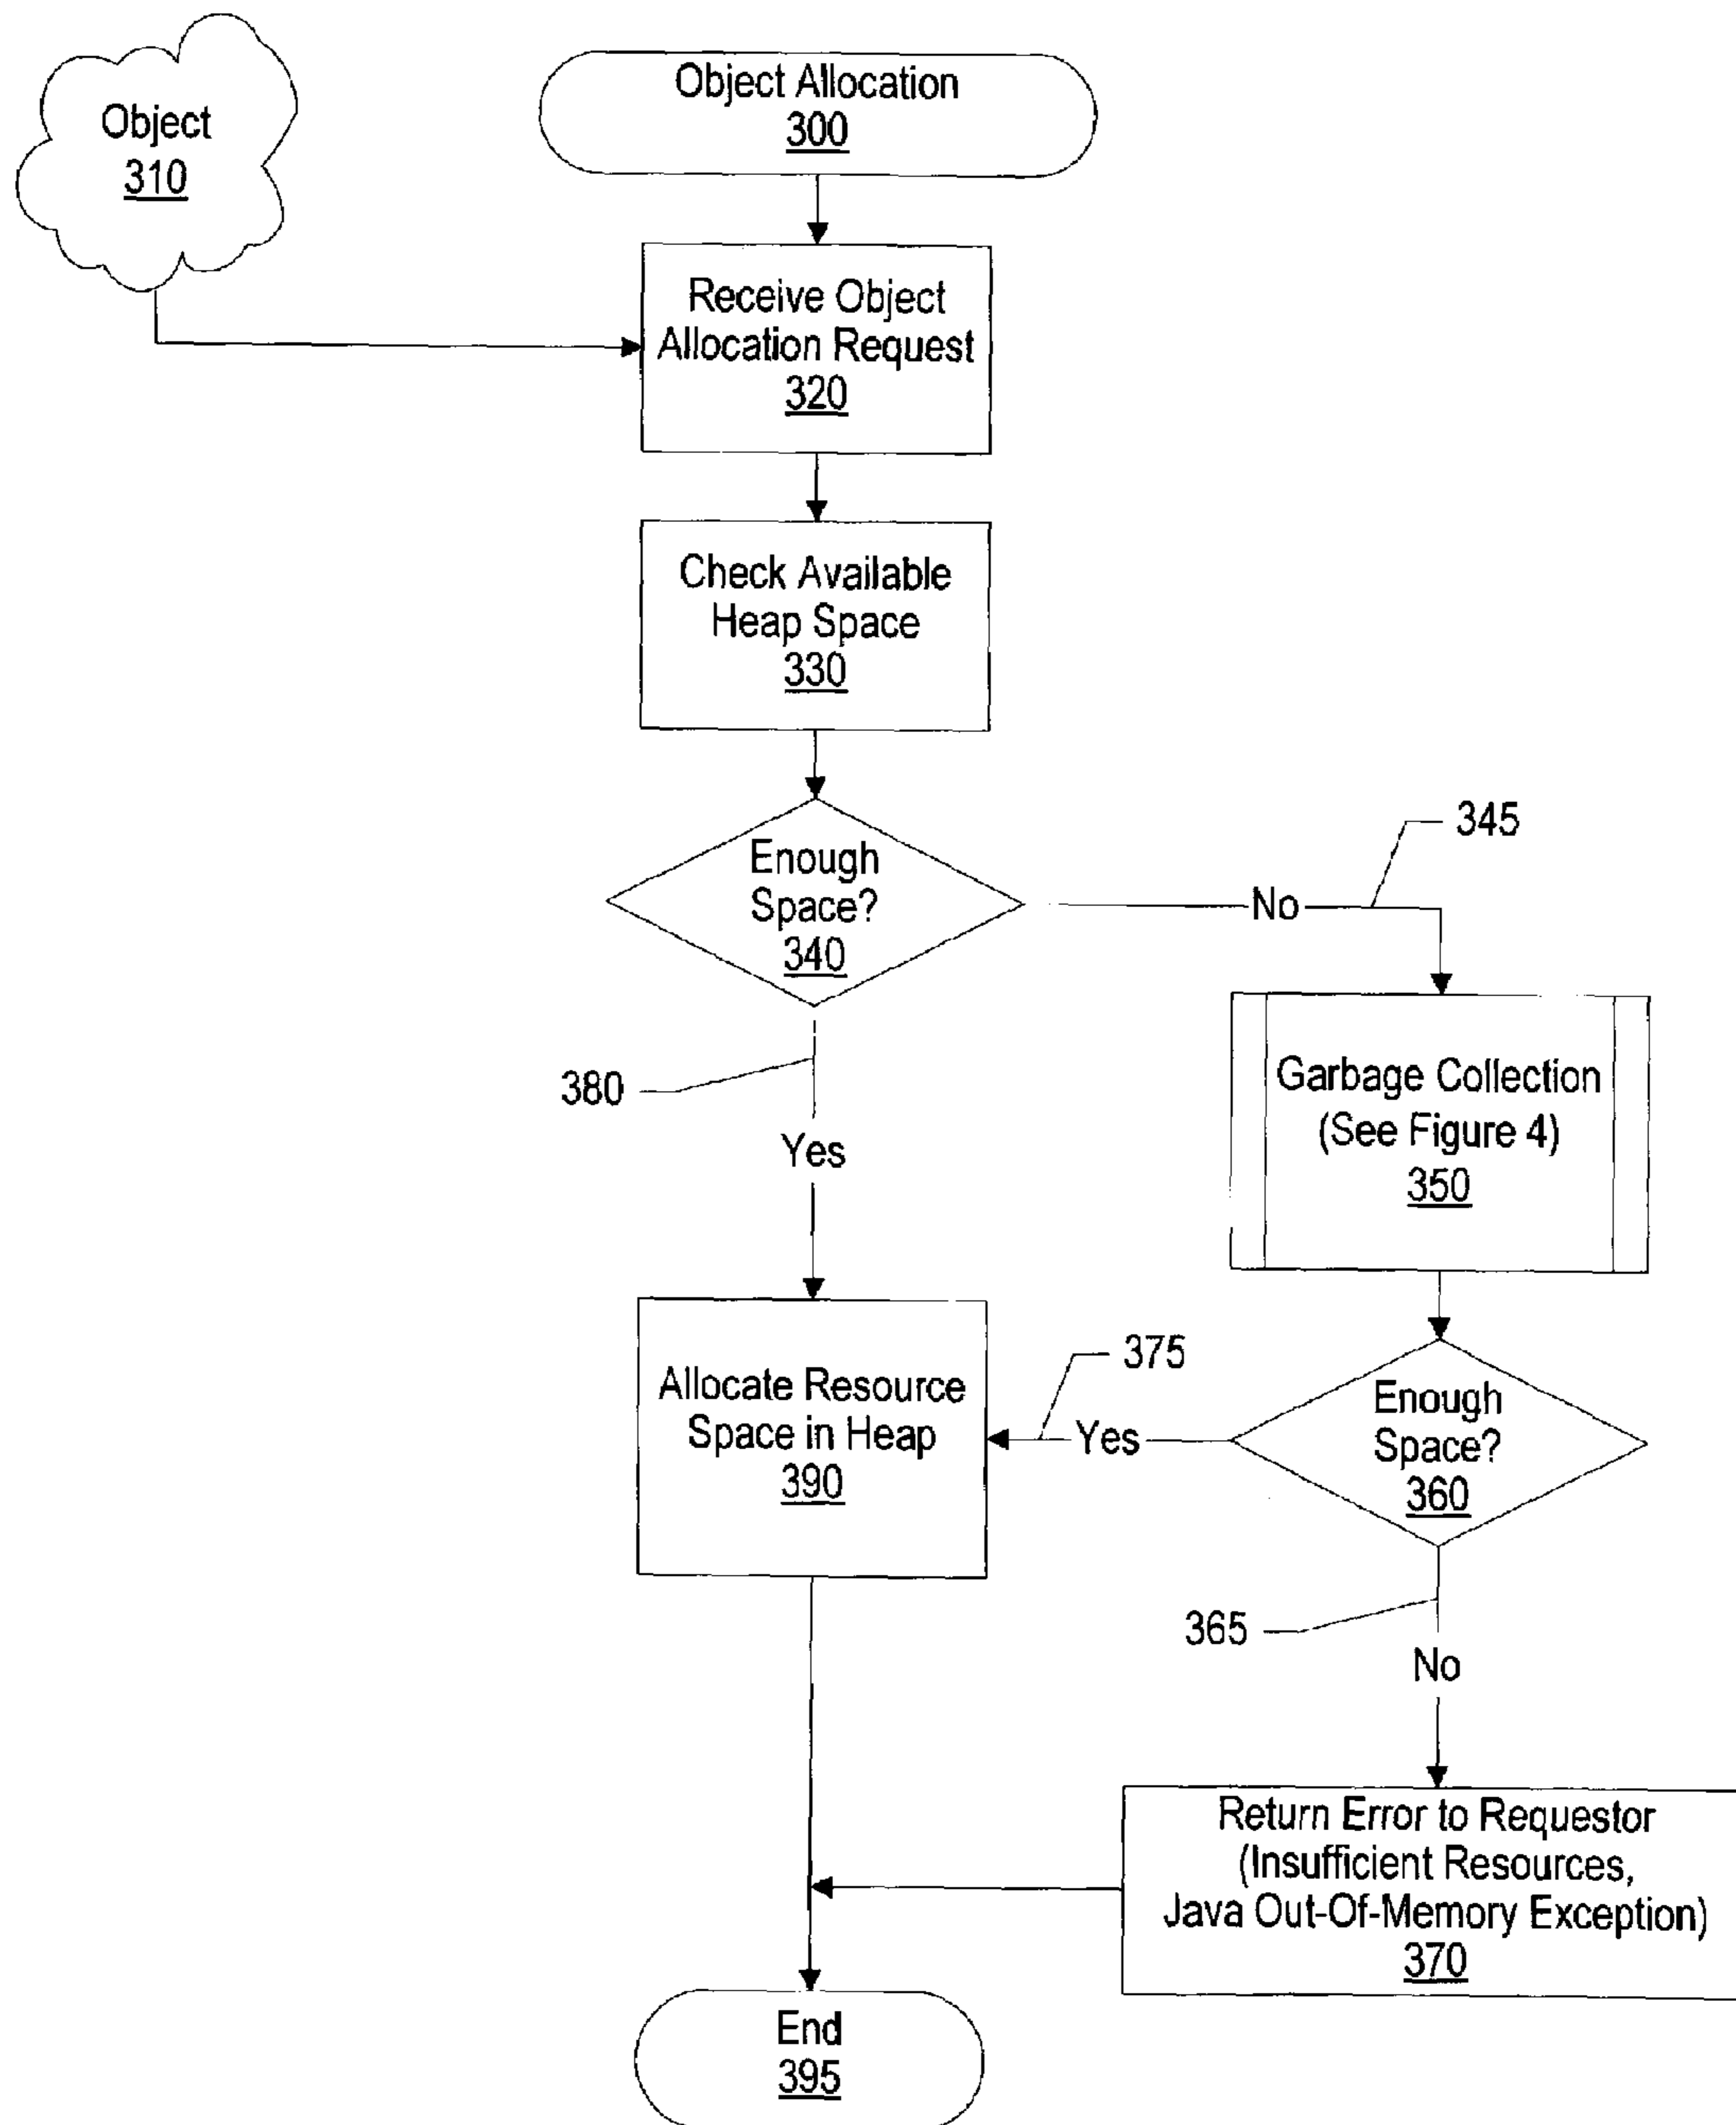 Object
310
Object Allocation
300
Receive Object
Allocation Request
320
Check Available
Heap Space
330
Enough
Space?
340
345
No
380
Yes
Garbage Collection
(See Figure 4)
350
Allocate Resource
Space in Heap
390
375
Yes
Enough
Space?
360
365
No
Return Error to Requestor
(Insufficient Resources,
Java Out-Of-Memory Exception)
370
End
395